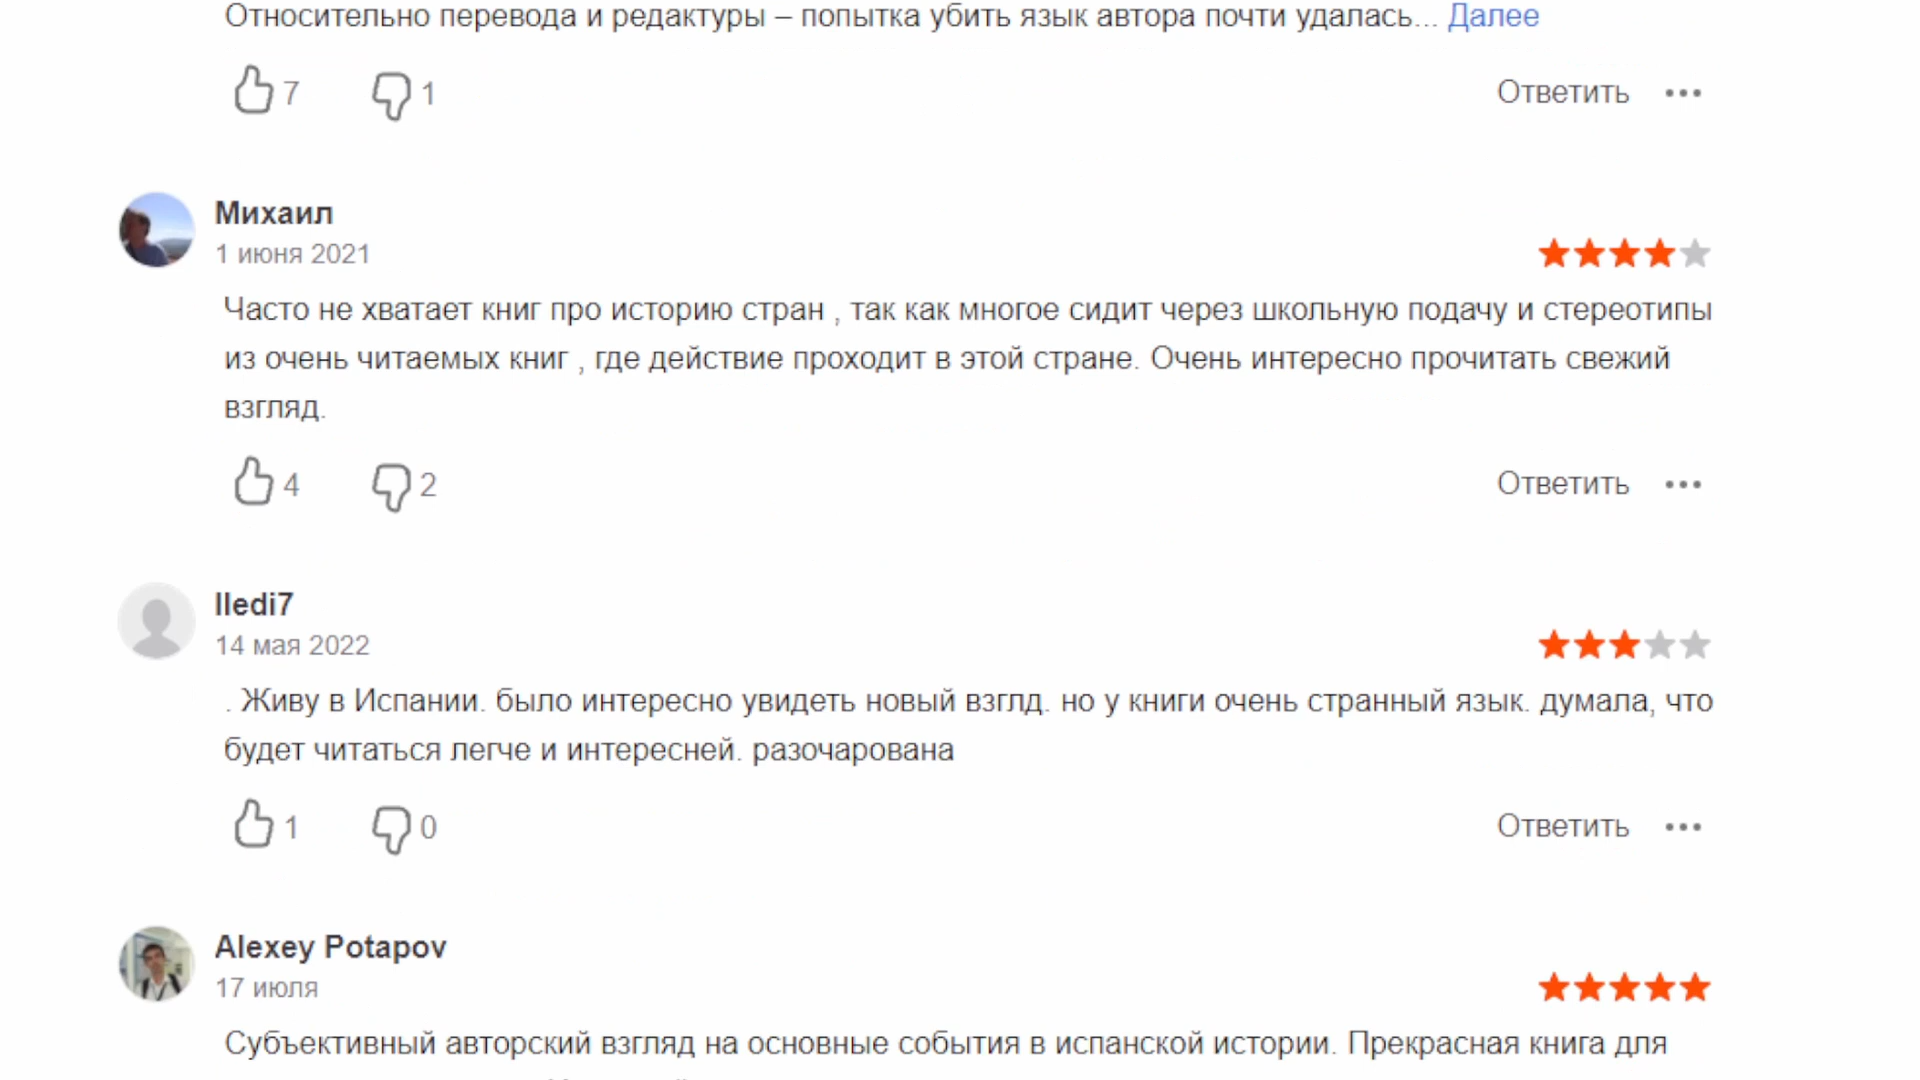 Относительно перевода и редактуры – попытка убить язык автора почти удалась... Далее
7 1 Ответить
Михаил
1 июня 2021
Часто не хватает книг про историю стран , так как многое сидит через школьную подачу и стереотипы
из очень читаемых книг , где действие проходит в этой стране. Очень интересно прочитать свежий
взгляд.
4 2 Ответить
lledi7
14 мая 2022
. Живу в Испании. было интересно увидеть новый взглд. но у книги очень странный язык. думала, что
будет читаться легче и интересней. разочарована
1 0 Ответить
Alexey Potapov
17 июля
Субъективный авторский взгляд на основные события в испанской истории. Прекрасная книга для